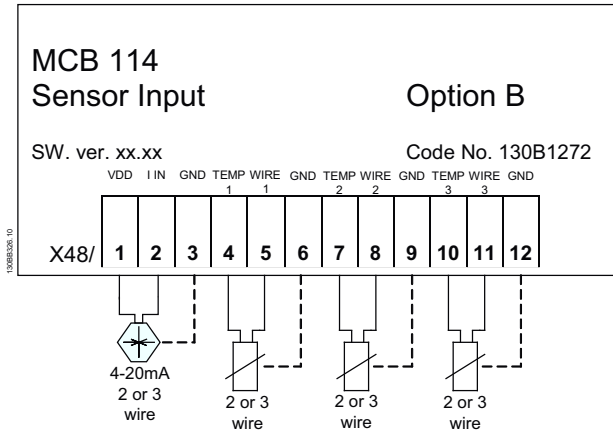 MCB 114
Sensor Input
Option B
SW. ver. xx.xx
Code No. 130B1272
VDD I IN GND TEMP 1 WIRE 1 GND TEMP 2 WIRE 2 GND TEMP 3 WIRE 3 GND
X48/ 1 2 3 4 5 6 7 8 9 10 11 12
130BB326.10
4-20mA
2 or 3
wire
2 or 3
wire
2 or 3
wire
2 or 3
wire